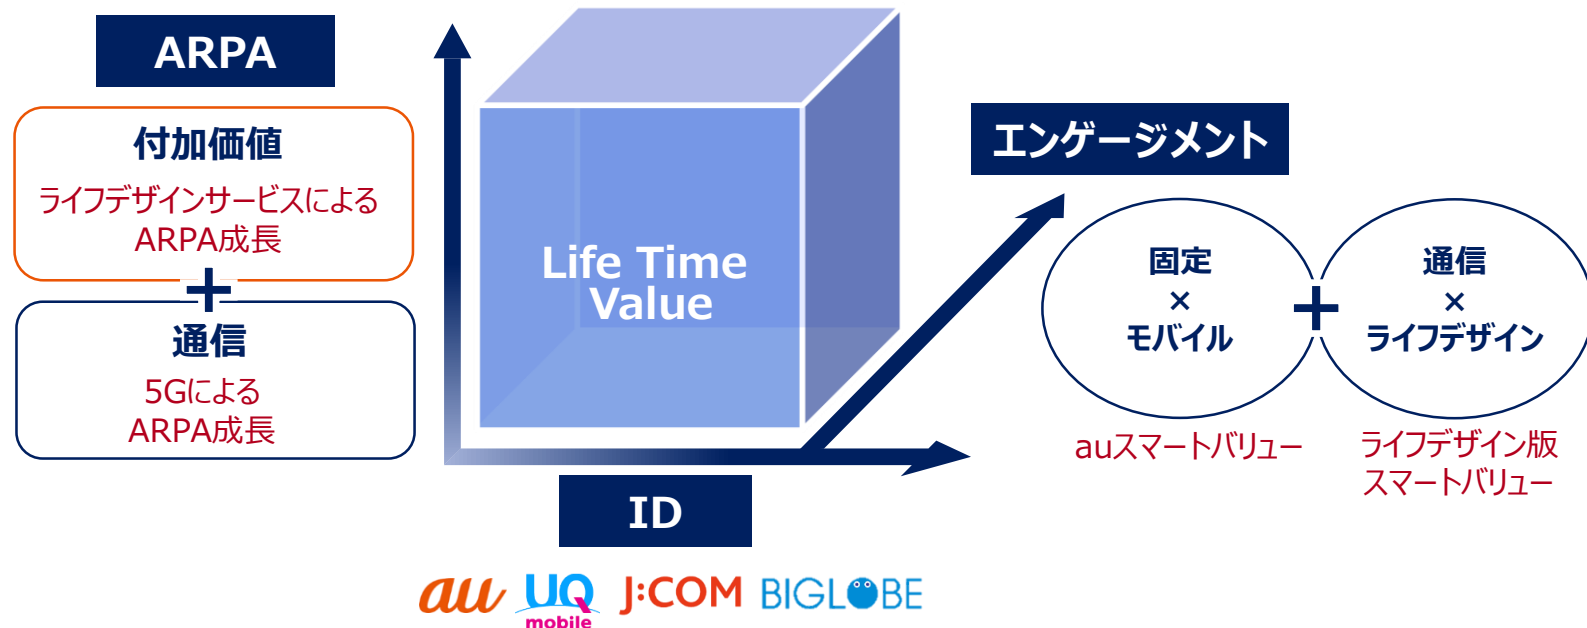 ARPA
付加価値
ライフデザインサービスによる
ARPA成長
+
通信
5Gによる
ARPA成長
Life Time
Value
エンゲージメント
固定
×
モバイル
+
通信
×
ライフデザイン
auスマートバリュー
ライフデザイン版
スマートバリュー
ID
au
UQ
mobile
J:COM
BIGLOBE